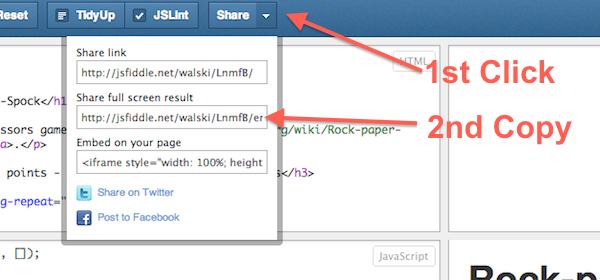 Reset TidyUp JSLint Share
Share link
http://jsfiddle.net/walski/LnmfB/
HTML
1st Click
-Spock</h1
Share full screen result
http://jsfiddle.net/walski/LnmfB/er
2nd Copy
ssors game rg/wiki/Rock-paper-
a>.</p>
Embed on your page
<iframe style="width: 100%; height
points - s</h3>
ng-repeat="
Share on Twitter
Post to Facebook
, []);
JavaScript
Rock-p